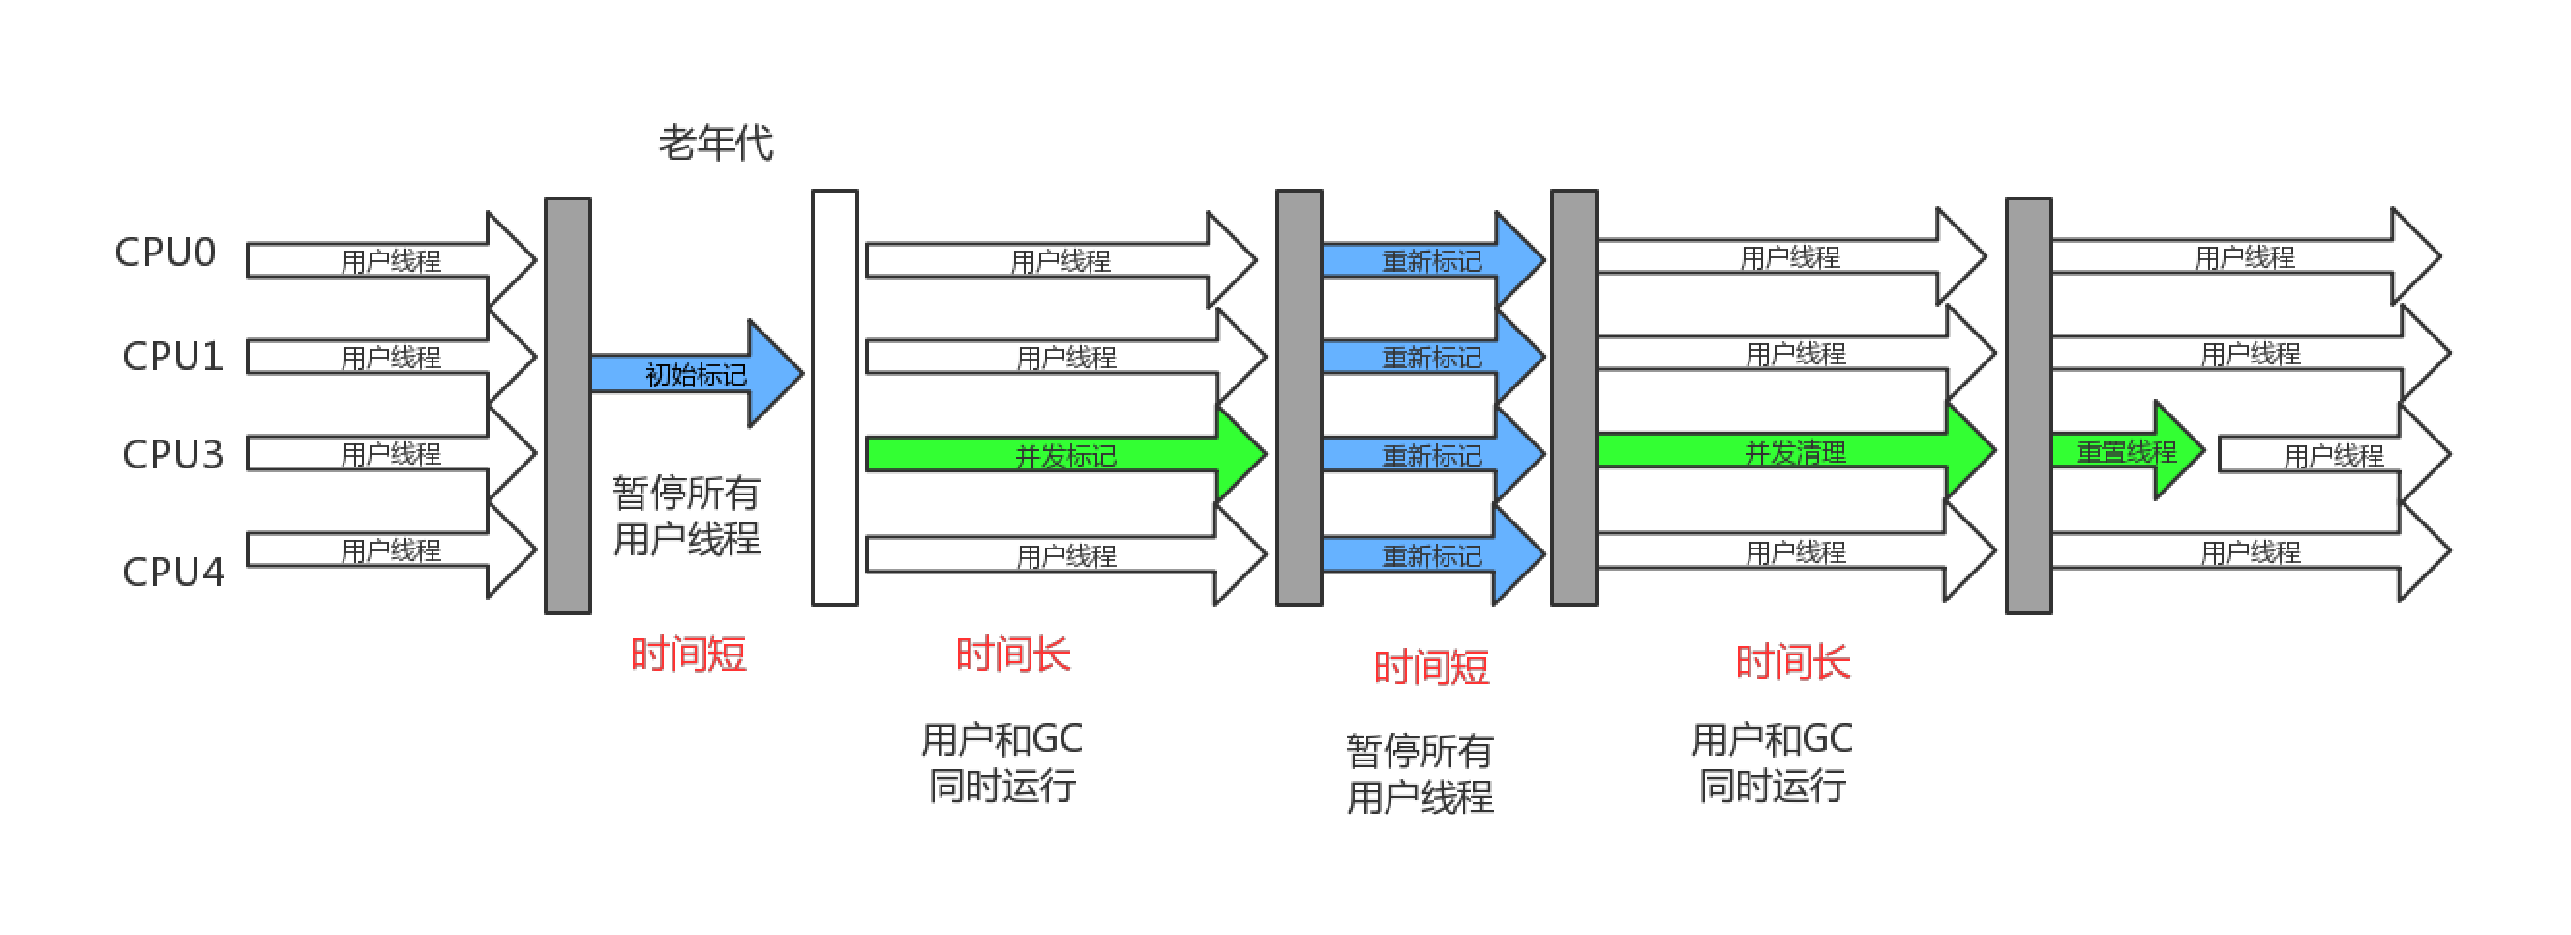 老年代
CPU0 用户线程 用户线程 重新标记 用户线程 用户线程
CPU1 用户线程 初始标记 用户线程 重新标记 用户线程 用户线程
CPU3 用户线程 并发标记 重新标记 并发清理 重置线程 用户线程
CPU4 用户线程 用户线程 重新标记 用户线程 用户线程
暂停所有
用户线程
时间短 时间长 时间短 时间长
用户和GC
同时运行
暂停所有
用户线程
用户和GC
同时运行